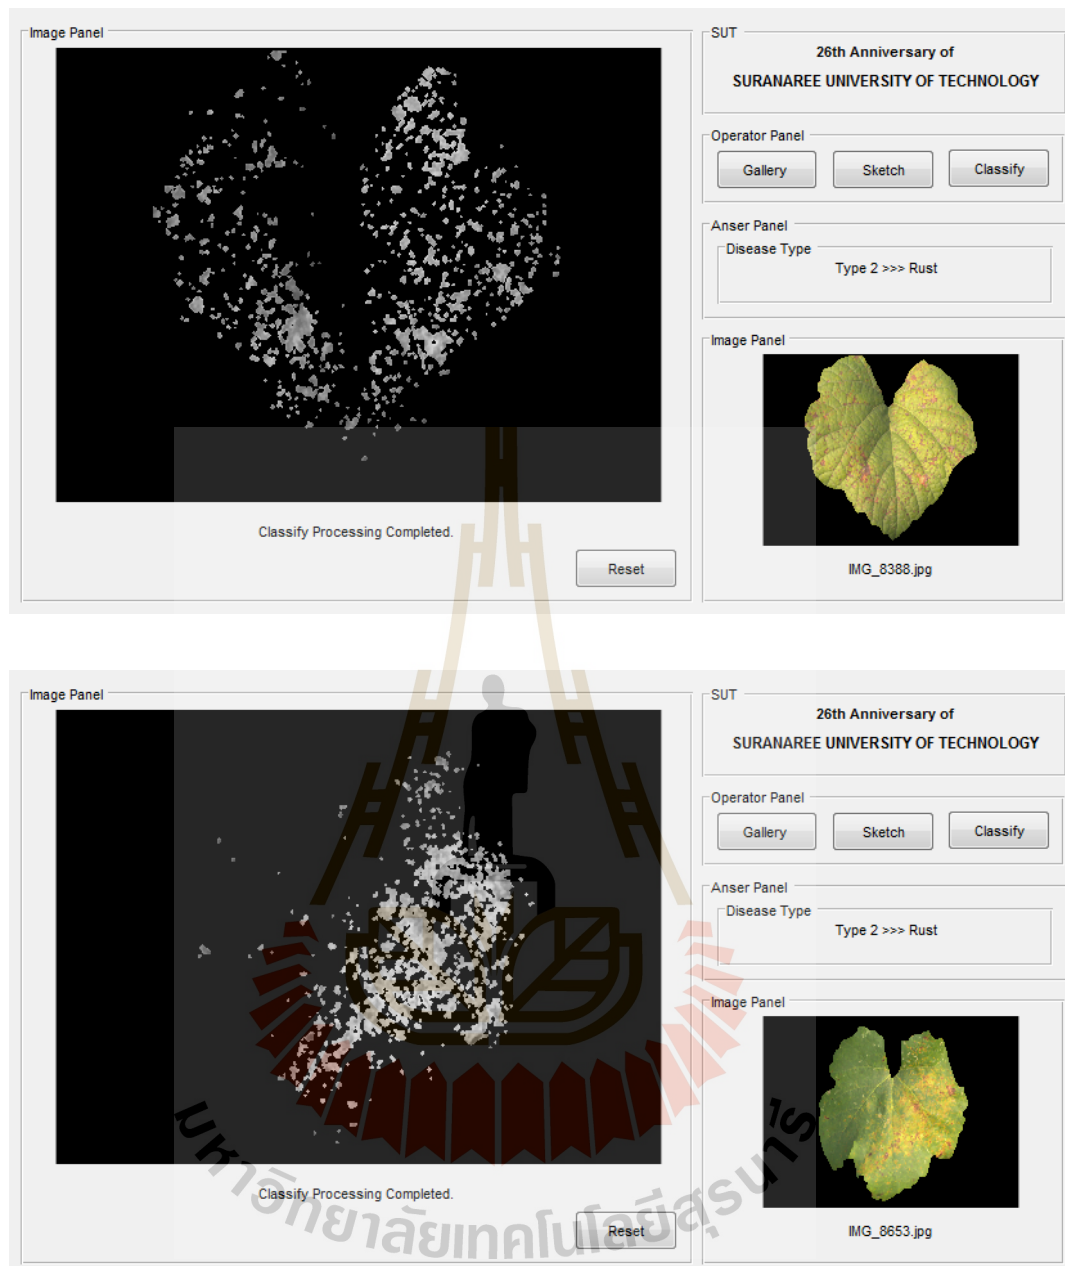 Image Panel
SUT
26th Anniversary of
SURANAREE UNIVERSITY OF TECHNOLOGY
Operator Panel
Gallery
Sketch
Classify
Anser Panel
Disease Type
Type 2 >>> Rust
Image Panel
IMG_8388.jpg
Classify Processing Completed.
Reset
Image Panel
SUT
26th Anniversary of
SURANAREE UNIVERSITY OF TECHNOLOGY
Operator Panel
Gallery
Sketch
Classify
Anser Panel
Disease Type
Type 2 >>> Rust
Image Panel
IMG_8653.jpg
Classify Processing Completed.
Reset
มหาวิทยาลัยเทคโนโลยีสุรนารี